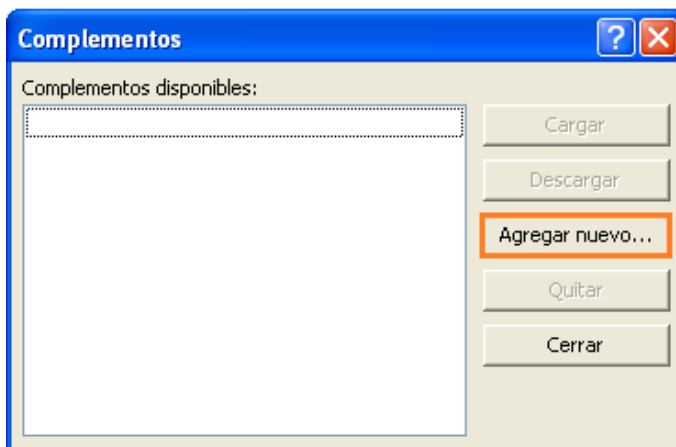 Complementos
Complementos disponibles:
Cargar
Descargar
Agregar nuevo...
Quitar
Cerrar